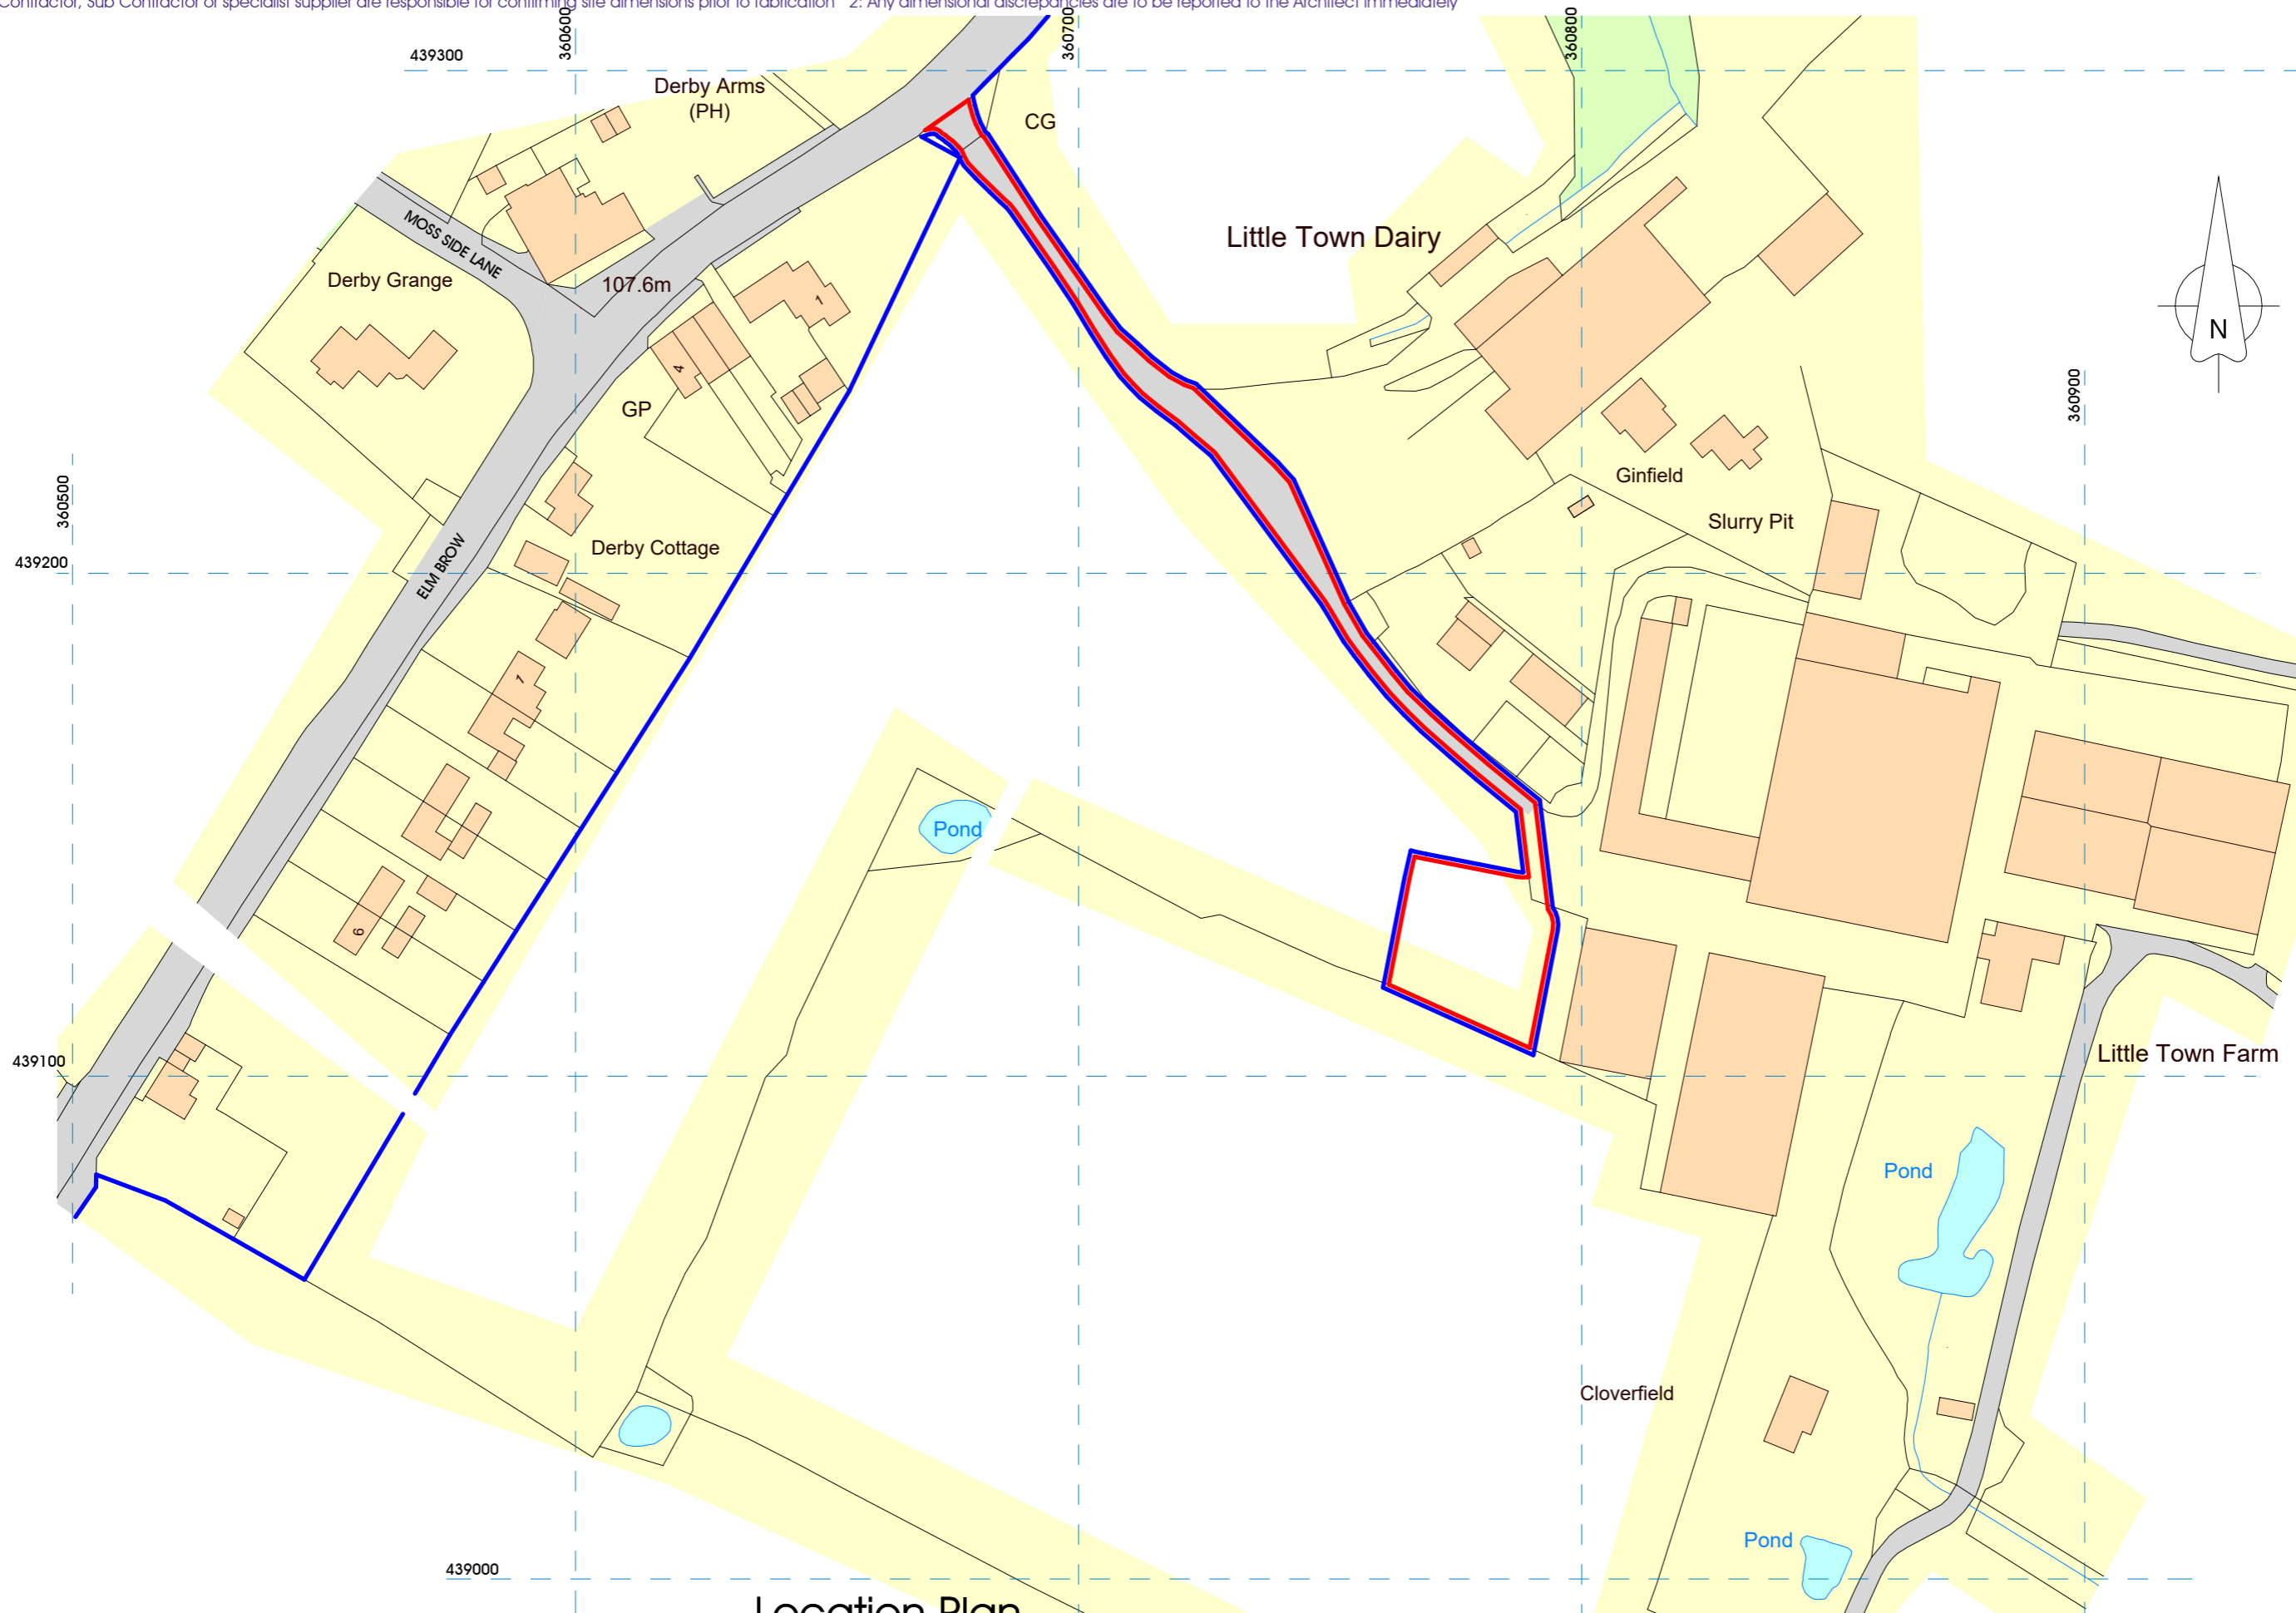 Contractor, Sub Contractor or specialist supplier are responsible for confirming site dimensions prior to fabrication 2: Any dimensional discrepancies are to be reported to the Architect immediately
360600
360700
360800
439300
Derby Arms
(PH)
CG
MOSS SIDE LANE
Little Town Dairy
Derby Grange
107.6m
1
N
4
GP
360900
Ginfield
360500
Slurry Pit
Derby Cottage
439200
ELM BROW
1
Pond
6
439100
Little Town Farm
Pond
Cloverfield
Pond
439000
Location Plan